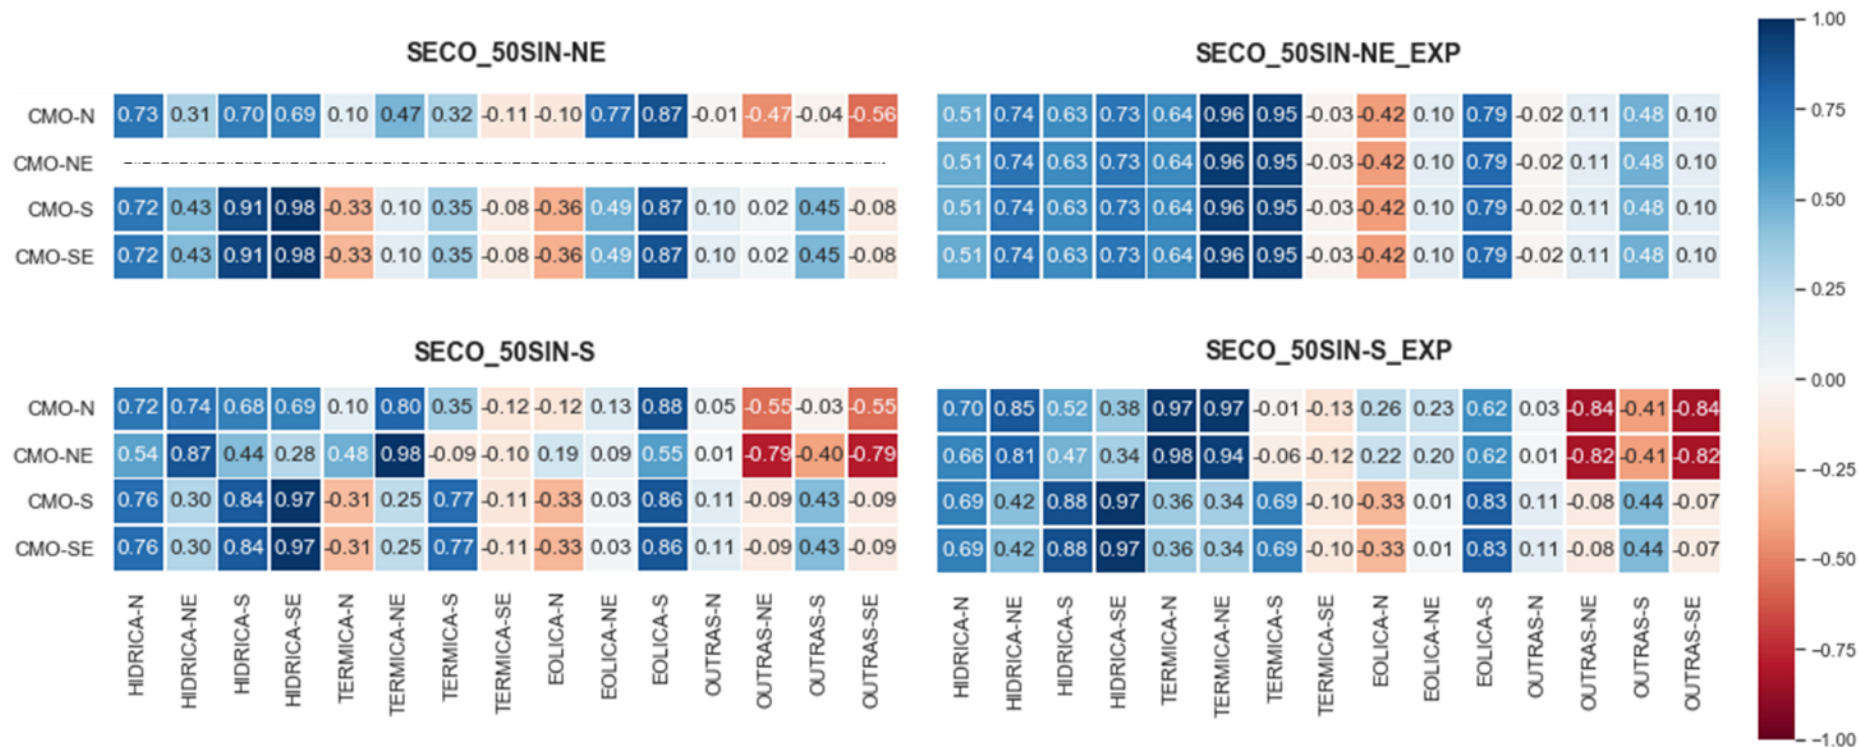 SECO_50SIN-NE
CMO-N 0.73 0.31 0.70 0.69 0.10 0.47 0.32 -0.11 -0.10 0.77 0.87 -0.01 -0.47 -0.04 -0.56
CMO-NE
CMO-S 0.72 0.43 0.91 0.98 -0.33 0.10 0.35 -0.08 -0.36 0.49 0.87 0.10 0.02 0.45 -0.08
CMO-SE 0.72 0.43 0.91 0.98 -0.33 0.10 0.35 -0.08 -0.36 0.49 0.87 0.10 0.02 0.45 -0.08
SECO_50SIN-NE_EXP
0.51 0.74 0.63 0.73 0.64 0.96 0.95 -0.03 -0.42 0.10 0.79 -0.02 0.11 0.48 0.10
0.51 0.74 0.63 0.73 0.64 0.96 0.95 -0.03 -0.42 0.10 0.79 -0.02 0.11 0.48 0.10
0.51 0.74 0.63 0.73 0.64 0.96 0.95 -0.03 -0.42 0.10 0.79 -0.02 0.11 0.48 0.10
0.51 0.74 0.63 0.73 0.64 0.96 0.95 -0.03 -0.42 0.10 0.79 -0.02 0.11 0.48 0.10
SECO_50SIN-S
CMO-N 0.72 0.74 0.68 0.69 0.10 0.80 0.35 -0.12 -0.12 0.13 0.88 0.05 -0.55 -0.03 -0.55
CMO-NE 0.54 0.87 0.44 0.28 0.48 0.98 -0.09 -0.10 0.19 0.09 0.55 0.01 -0.79 -0.40 -0.79
CMO-S 0.76 0.30 0.84 0.97 -0.31 0.25 0.77 -0.11 -0.33 0.03 0.86 0.11 -0.09 0.43 -0.09
CMO-SE 0.76 0.30 0.84 0.97 -0.31 0.25 0.77 -0.11 -0.33 0.03 0.86 0.11 -0.09 0.43 -0.09
HIDRICA-N
HIDRICA-NE
HIDRICA-S
HIDRICA-SE
TERMICA-N
TERMICA-NE
TERMICA-S
TERMICA-SE
EOLICA-N
EOLICA-NE
EOLICA-S
OUTRAS-N
OUTRAS-NE
OUTRAS-S
OUTRAS-SE
SECO_50SIN-S_EXP
0.70 0.85 0.52 0.38 0.97 0.97 -0.01 -0.13 0.26 0.23 0.62 0.03 -0.84 -0.41 -0.84
0.66 0.81 0.47 0.34 0.98 0.94 -0.06 -0.12 0.22 0.20 0.62 0.01 -0.82 -0.41 -0.82
0.69 0.42 0.88 0.97 0.36 0.34 0.69 -0.10 -0.33 0.01 0.83 0.11 -0.08 0.44 -0.07
0.69 0.42 0.88 0.97 0.36 0.34 0.69 -0.10 -0.33 0.01 0.83 0.11 -0.08 0.44 -0.07
HIDRICA-N
HIDRICA-NE
HIDRICA-S
HIDRICA-SE
TERMICA-N
TERMICA-NE
TERMICA-S
TERMICA-SE
EOLICA-N
EOLICA-NE
EOLICA-S
OUTRAS-N
OUTRAS-NE
OUTRAS-S
OUTRAS-SE
1.00
0.75
0.50
0.25
0.00
−0.25
−0.50
−0.75
−1.00